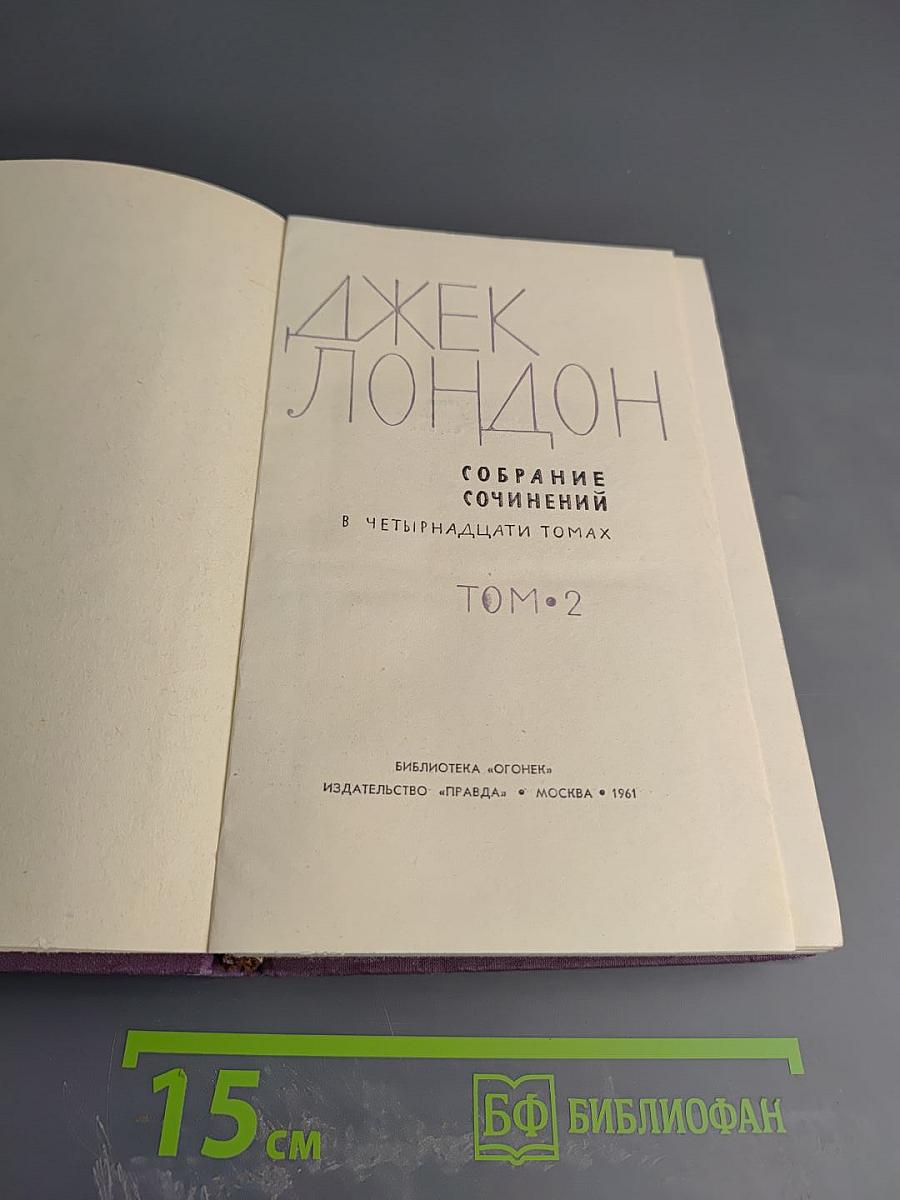 ДЖЕК
ЛОНДОН
СОБРАНИЕ
СОЧИНЕНИЙ
В ЧЕТЫРНАДЦАТИ ТОМАХ
ТОМ • 2
БИБЛИОТЕКА «ОГОНЕК»
ИЗДАТЕЛЬСТВО «ПРАВДА» • МОСКВА • 1961
15 см
БФ БИБЛИОФАН